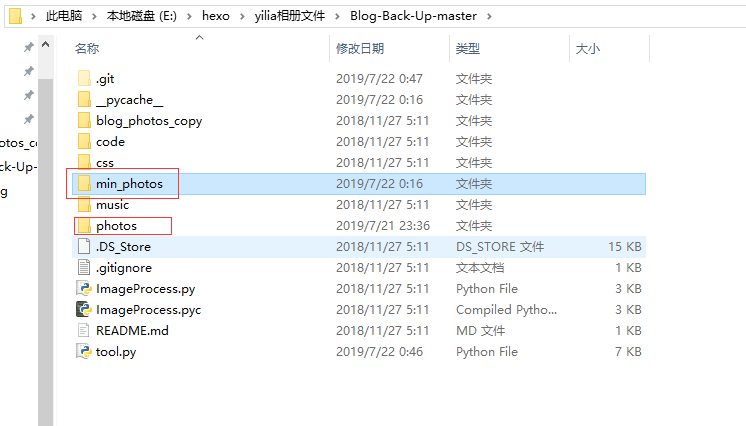 此电脑 > 本地磁盘 (E:) > hexo > yilia相册文件 > Blog-Back-Up-master >
名称 修改日期 类型 大小
.git 2019/7/22 0:47 文件夹
__pycache__ 2019/7/22 0:16 文件夹
blog_photos_copy 2018/11/27 5:11 文件夹
otos_co code 2018/11/27 5:11 文件夹
ck-Up- css 2018/11/27 5:11 文件夹
g min_photos 2019/7/22 0:16 文件夹
music 2018/11/27 5:11 文件夹
photos 2019/7/21 23:36 文件夹
.DS_Store 2018/11/27 5:11 DS_STORE 文件 15 KB
.gitignore 2018/11/27 5:11 文本文档 1 KB
ImageProcess.py 2018/11/27 5:11 Python File 3 KB
ImageProcess.pyc 2018/11/27 5:11 Compiled Pytho... 3 KB
README.md 2018/11/27 5:11 MD 文件 1 KB
tool.py 2019/7/22 0:46 Python File 7 KB